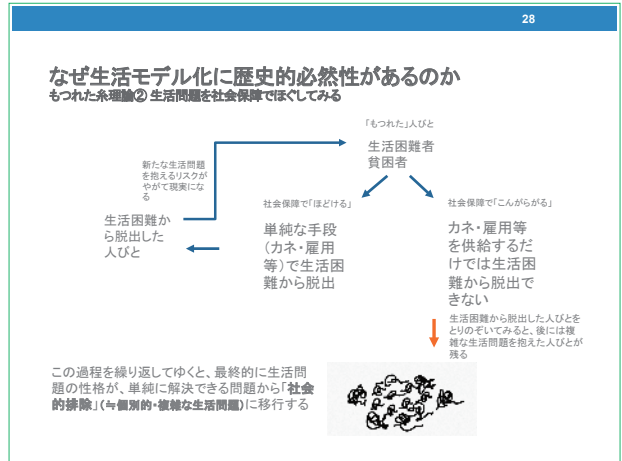 28
なぜ生活モデル化に歴史的必然性があるのか
もつれた糸理論② 生活問題を社会保障でほぐしてみる
「もつれた」人びと
生活困難者
貧困者
新たな生活問題
を抱えるリスクが
やがて現実にな
る
社会保障で「ほどける」
社会保障で「こんがらがる」
生活困難か
ら脱出した
人びと
単純な手段
（カネ・雇用
等）で生活困
難から脱出
カネ・雇用等
を供給するだ
けでは生活困
難から脱出で
きない
生活困難から脱出した人びとを
とりのぞいてみると、後には複
雑な生活問題を抱えた人びとが
残る
この過程を繰り返してゆくと、最終的に生活問
題の性格が、単純に解決できる問題から「社会
的排除」（≒個別的・複雑な生活問題）に移行する